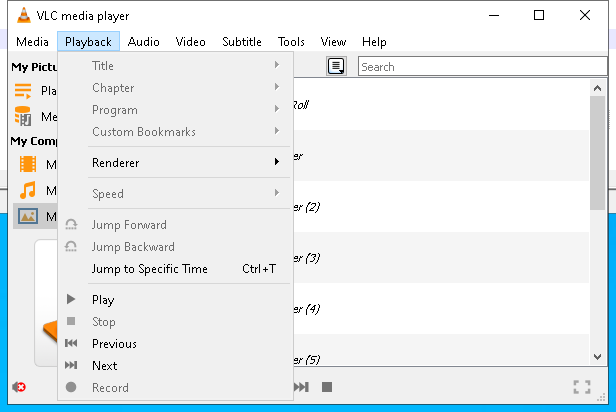 VLC media player
Media Playback Audio Video Subtitle Tools View Help
My Pictu
Search
Pla
Me
My Comp
M
M
M
Title
Chapter
Program
Custom Bookmarks
Renderer
Speed
Jump Forward
Jump Backward
Jump to Specific Time Ctrl+T
Play
Stop
Previous
Next
Record
Roll
er
er (2)
er (3)
er (4)
er (5)